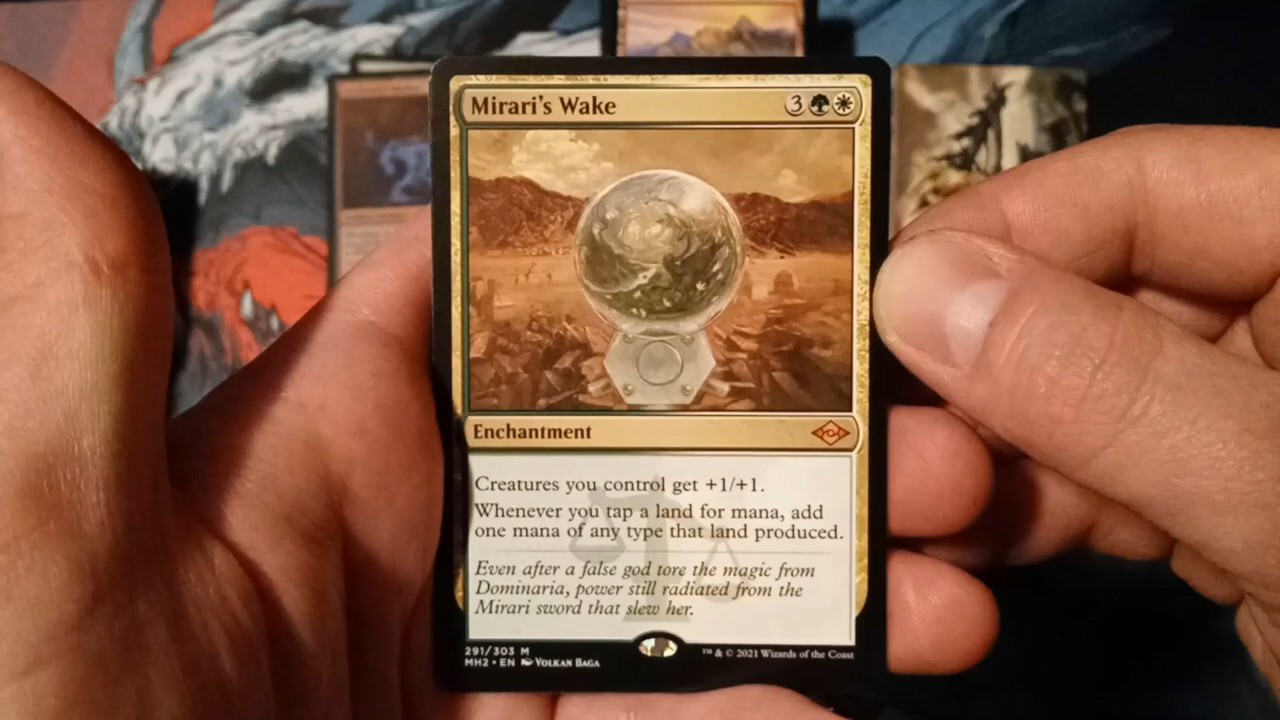 Mirari's Wake 3
Enchantment
Creatures you control get +1/+1.
Whenever you tap a land for mana, add
one mana of any type that land produced.
Even after a false god tore the magic from
Dominaria, power still radiated from the
Mirari sword that slew her.
291/303 M
MH2 • EN Volkan Baga
™ & © 2021 Wizards of the Coast